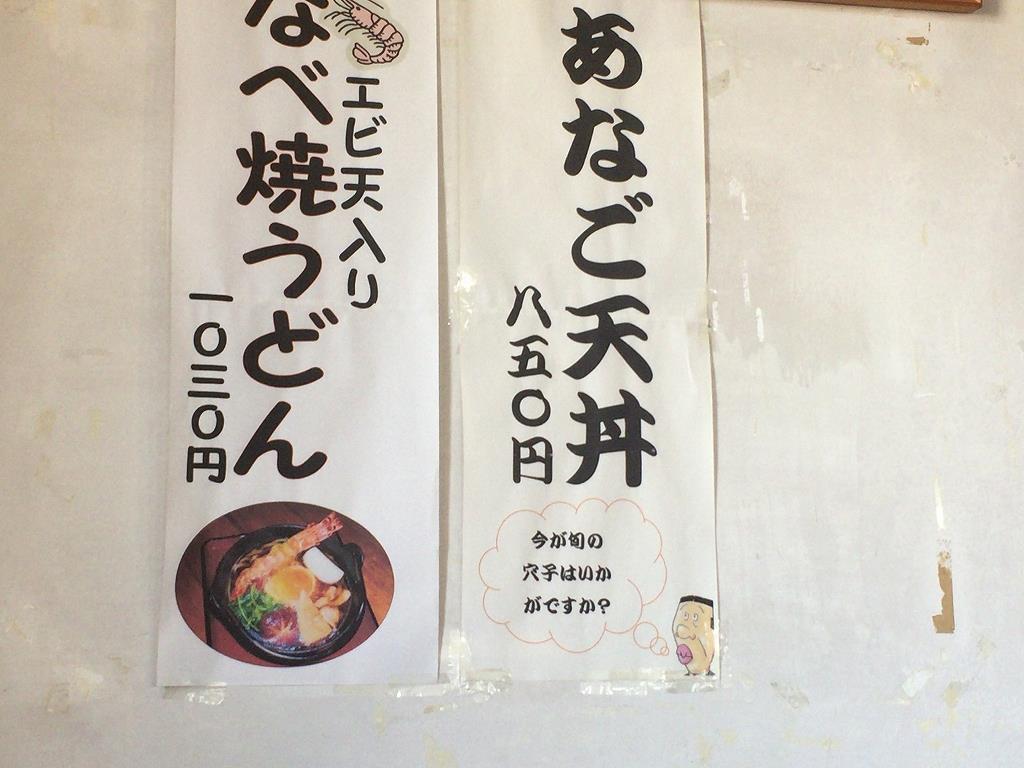 あなご天丼
八五〇円
今が旬の
穴子はいか
がですか?
エビ天入り
なべ焼うどん
一〇三〇円